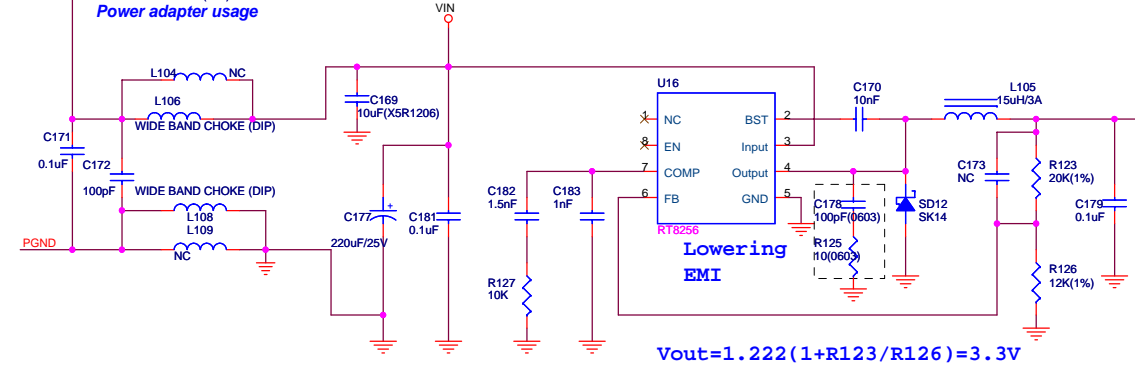 Power adapter usage
VIN
L104
NC
L106
WIDE BAND CHOKE (DIP)
C169
10uF(X5R1206)
C171
0.1uF
C172
100pF
WIDE BAND CHOKE (DIP)
L108
L109
NC
PGND
C177
+
220uF/25V
C181
0.1uF
C182
1.5nF
C183
1nF
R127
10K
U16
1
NC
8
EN
7
COMP
6
FB
BST
2
Input
3
Output
4
GND
5
RT8256
Lowering
EMI
C170
10nF
C178
100pF(0603)
R125
10(0603)
SD12
SK14
L105
15uH/3A
C173
NC
R123
20K(1%)
C179
0.1uF
R126
12K(1%)
Vout=1.222(1+R123/R126)=3.3V